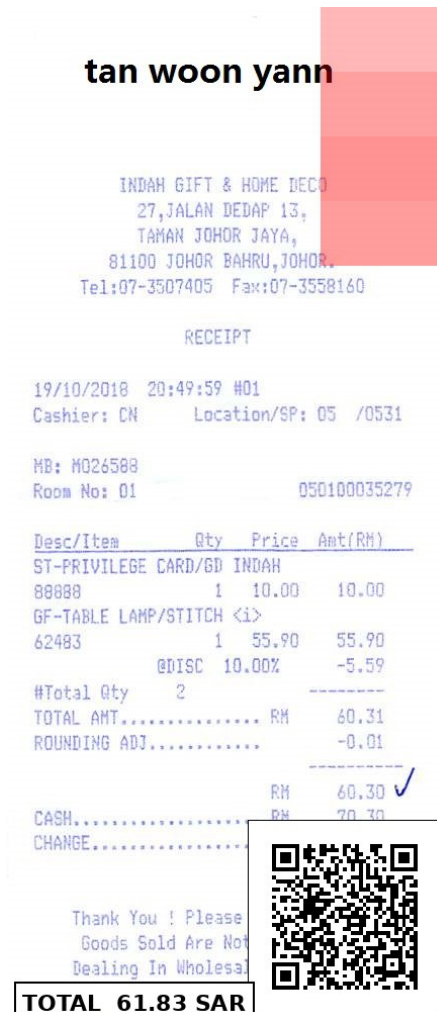 tan woon yann
INDAH GIFT & HOME DECO
27,JALAN DEDAP 13,
TAMAN JOHOR JAYA,
81100 JOHOR BAHRU,JOHOR.
Tel:07-3507405 Fax:07-3558160
RECEIPT
19/10/2018 20:49:59 #01
Cashier: CN Location/SP: 05 /0531
MB: M026588
Room No: 01 050100035279
Desc/Item Qty Price Amt(RM)
ST-PRIVILEGE CARD/GD INDAH
88888 1 10.00 10.00
GF-TABLE LAMP/STITCH <i>
62483 1 55.90 55.90
@DISC 10.00% -5.59
#Total Qty 2 --------
TOTAL AMT................ RM 60.31
ROUNDING ADJ............ -0.01
----------
RM 60.30
CASH.................... RM 70.30
CHANGE..................
Thank You ! Please
Goods Sold Are Not
Dealing In
TOTAL 61.83 SAR